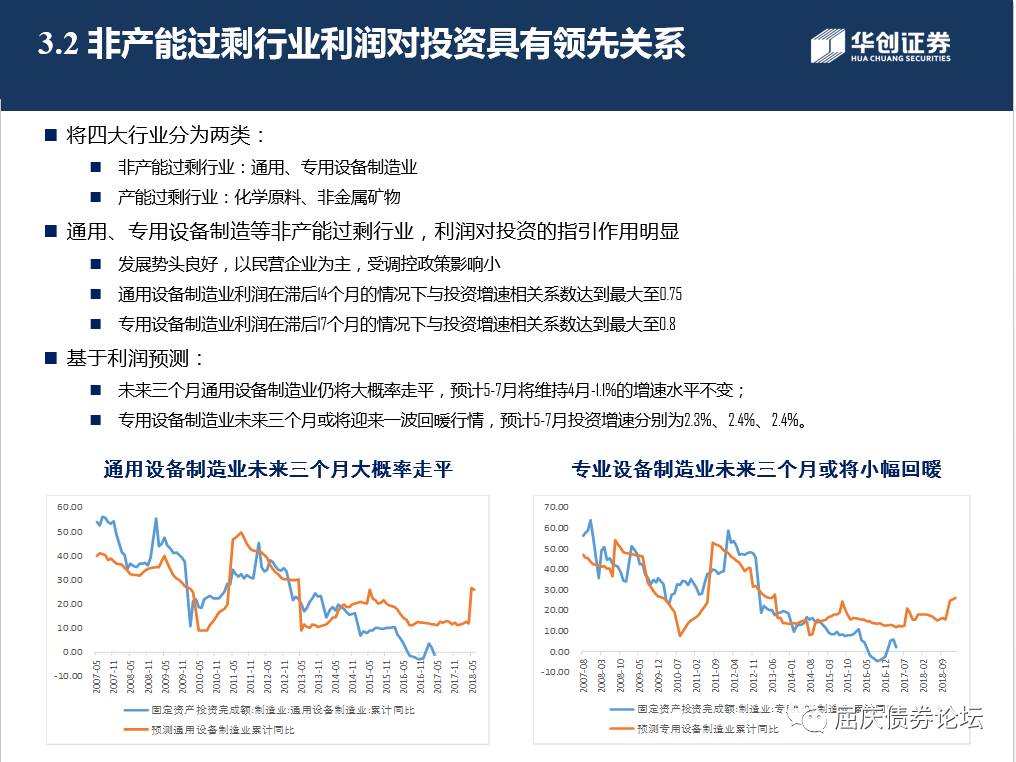 3.2 非产能过剩行业利润对投资具有领先关系
华创证券
HUA CHUANG SECURITIES
■ 将四大行业分为两类：
■ 非产能过剩行业：通用、专用设备制造业
■ 产能过剩行业：化学原料、非金属矿物
■ 通用、专用设备制造等非产能过剩行业，利润对投资的指引作用明显
■ 发展势头良好，以民营企业为主，受调控政策影响小
■ 通用设备制造业利润在滞后14个月的情况下与投资增速相关系数达到最大至0.75
■ 专用设备制造业利润在滞后17个月的情况下与投资增速相关系数达到最大至0.8
■ 基于利润预测：
■ 未来三个月通用设备制造业仍将大概率走平，预计5-7月将维持4月-1.1%的增速水平不变；
■ 专用设备制造业未来三个月或将迎来一波回暖行情，预计5-7月投资增速分别为2.3%、2.4%、2.4%。
通用设备制造业未来三个月大概率走平
60.00
50.00
40.00
30.00
20.00
10.00
0.00
-10.00
2007-05 2007-11 2008-05 2008-11 2009-05 2009-11 2010-05 2010-11 2011-05 2011-11 2012-05 2012-11 2013-05 2013-11 2014-05 2014-11 2015-05 2015-11 2016-05 2016-11 2017-05 2017-11 2018-05
固定资产投资完成额:制造业:通用设备制造业:累计同比
预测通用设备制造业累计同比
专业设备制造业未来三个月或将小幅回暖
70.00
60.00
50.00
40.00
30.00
20.00
10.00
0.00
-10.00
2007-08 2008-03 2008-10 2009-05 2009-12 2010-07 2011-02 2011-09 2012-04 2012-11 2013-06 2014-01 2014-08 2015-03 2015-10 2016-05 2016-12 2017-07 2018-02 2018-09
固定资产投资完成额:制造业:专
预测专用设备制造业累计同比
屈庆债券论坛